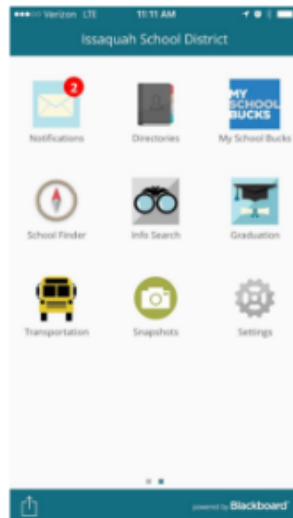 Verizon LTE 11:11 AM
Issaquah School District
2
MY
SCHOOL
BUCKS
Notifications Directories My School Bucks
School Finder Info Search Graduation
Transportation Snapshots Settings
powered by Blackboard